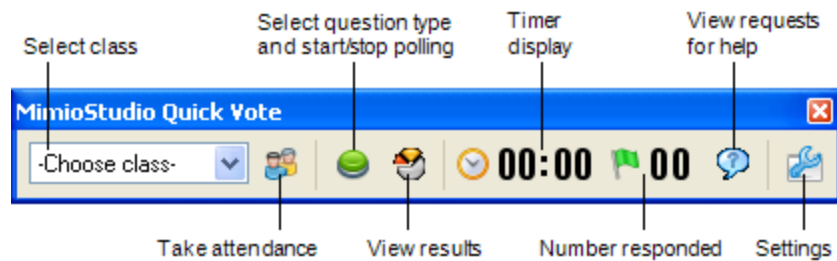 Select question type
and start/stop polling
Timer
display
View requests
for help
Select class
MimioStudio Quick Vote
-Choose class-
00:00
00
Take attendance
View results
Number responded
Settings